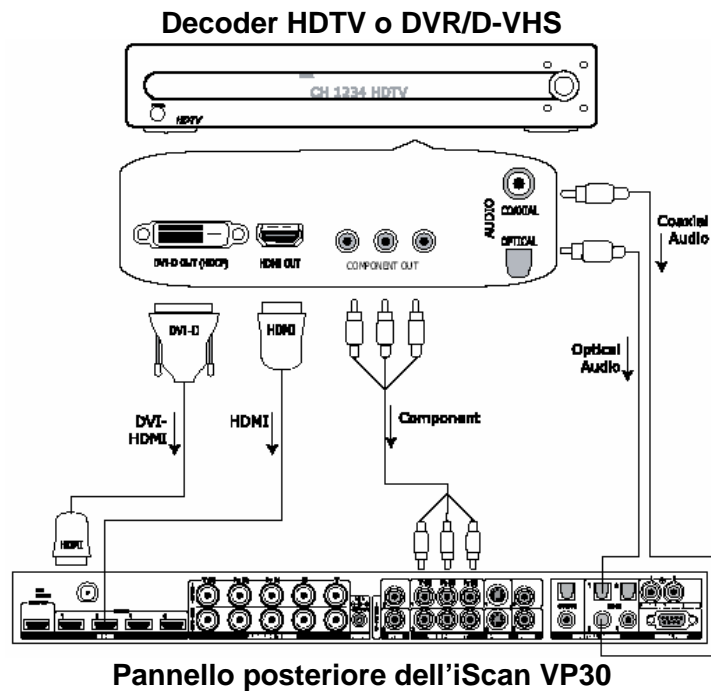 Decoder HDTV o DVR/D-VHS
CH 1234 HDTV
HDTV
AUDIO
COAXIAL
OPTICAL
DVI-D OUT (HDCP)
HDMI OUT
COMPONENT OUT
Coaxial
Audio
DVI-D
HDMI
Optical
Audio
DVI-
HDMI
HDMI
Component
HDMI
Pannello posteriore dell'iScan VP30